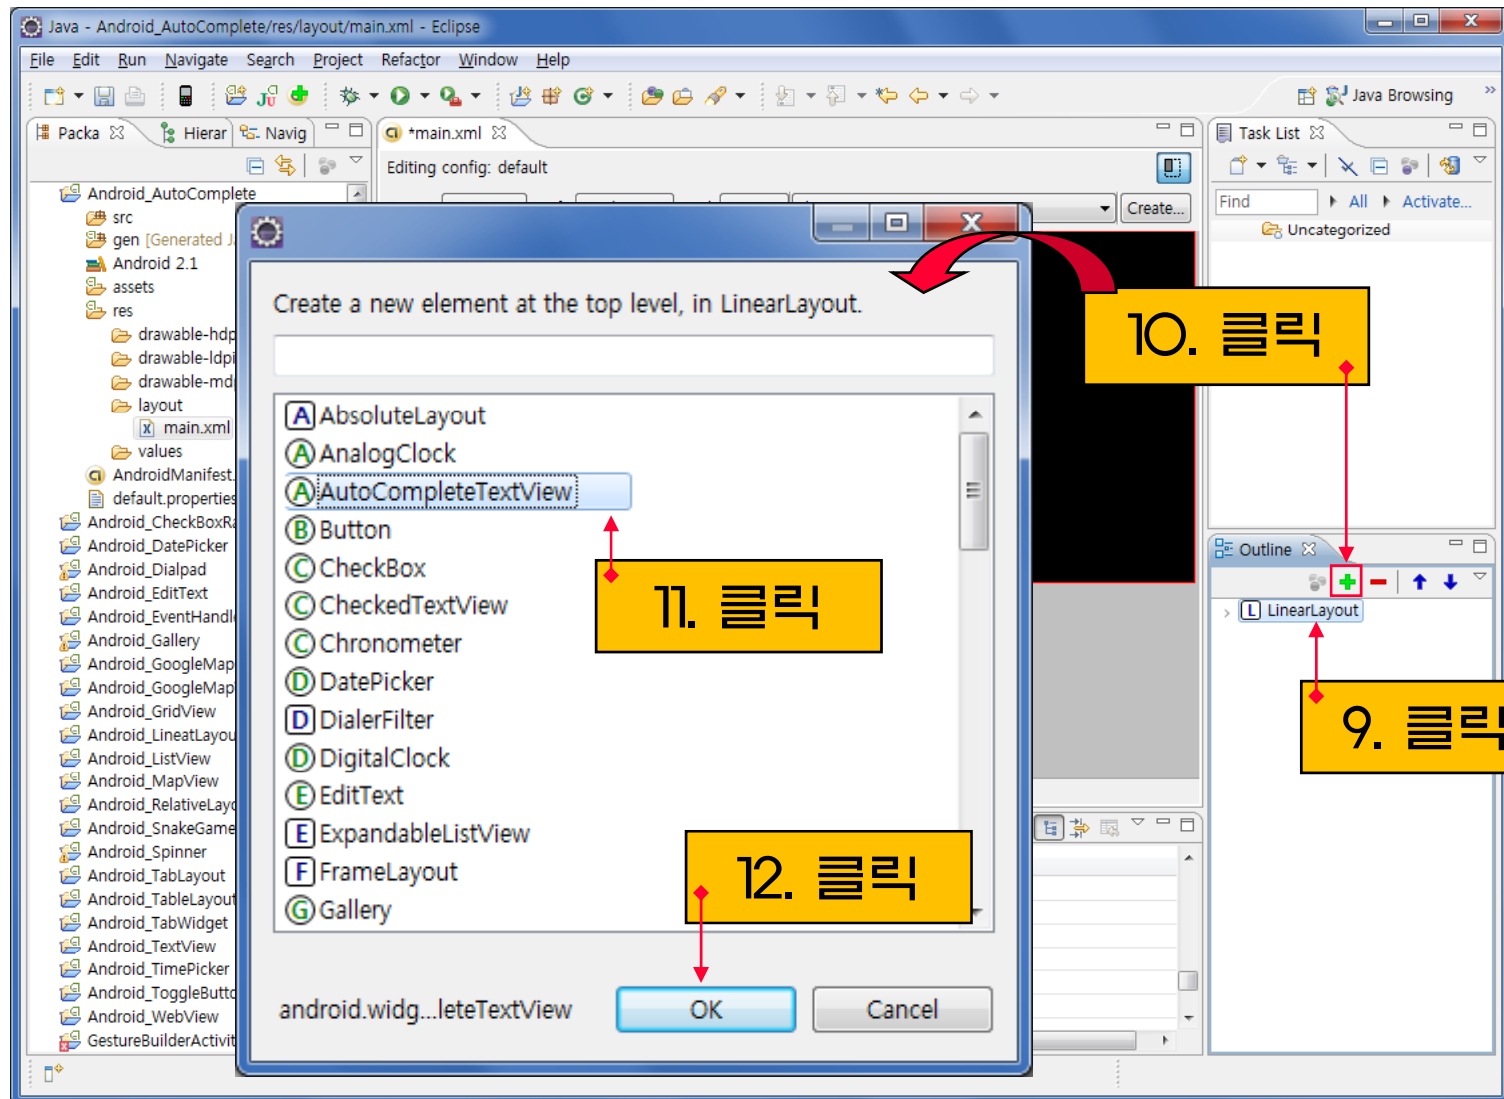 Java - Android_AutoComplete/res/layout/main.xml - Eclipse
File Edit Run Navigate Search Project Refactor Window Help
Java Browsing
Packa
Hierar
Navig
*main.xml
Task List
Editing config: default
Create...
Find
All
Activate...
Uncategorized
Android_AutoComplete
src
gen [Generated J
Android 2.1
assets
res
drawable-hdp
drawable-ldpi
drawable-md
layout
main.xml
values
AndroidManifest.
default.properties
Android_CheckBoxRa
Android_DatePicker
Android_Dialpad
Android_EditText
Android_EventHandl
Android_Gallery
Android_GoogleMap
Android_GoogleMap
Android_GridView
Android_LineatLayou
Android_ListView
Android_MapView
Android_RelativeLayo
Android_SnakeGame
Android_Spinner
Android_TabLayout
Android_TableLayout
Android_TabWidget
Android_TextView
Android_TimePicker
Android_ToggleButto
Android_WebView
GestureBuilderActivit
Create a new element at the top level, in LinearLayout.
A AbsoluteLayout
A AnalogClock
A AutoCompleteTextView
B Button
C CheckBox
C CheckedTextView
C Chronometer
D DatePicker
D DialerFilter
D DigitalClock
E EditText
E ExpandableListView
F FrameLayout
G Gallery
android.widg...leteTextView
OK
Cancel
10. 클릭
11. 클릭
12. 클릭
Outline
L LinearLayout
9. 클릭